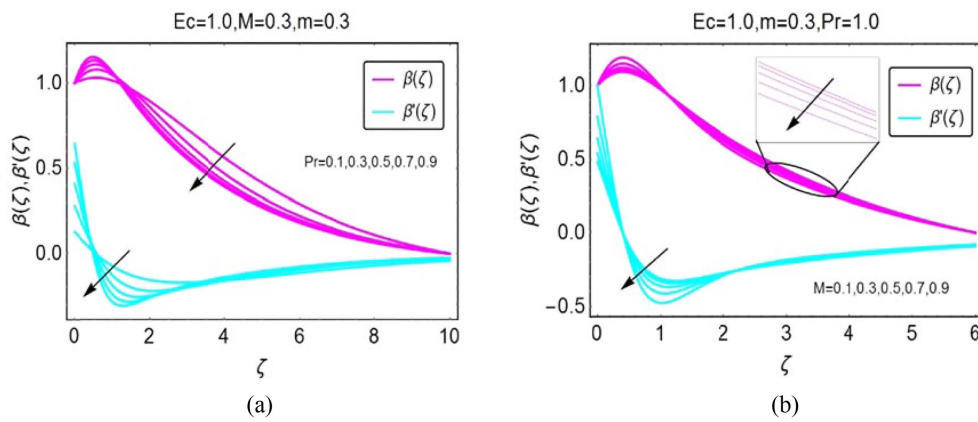 Ec=1.0,M=0.3,m=0.3
β(ζ),β'(ζ)
1.0
0.5
0.0
β(ζ)
β'(ζ)
Pr=0.1,0.3,0.5,0.7,0.9
0 2 4 6 8 10
ζ
(a)
Ec=1.0,m=0.3,Pr=1.0
β(ζ),β'(ζ)
1.0
0.5
0.0
−0.5
β(ζ)
β'(ζ)
M=0.1,0.3,0.5,0.7,0.9
0 1 2 3 4 5 6
ζ
(b)